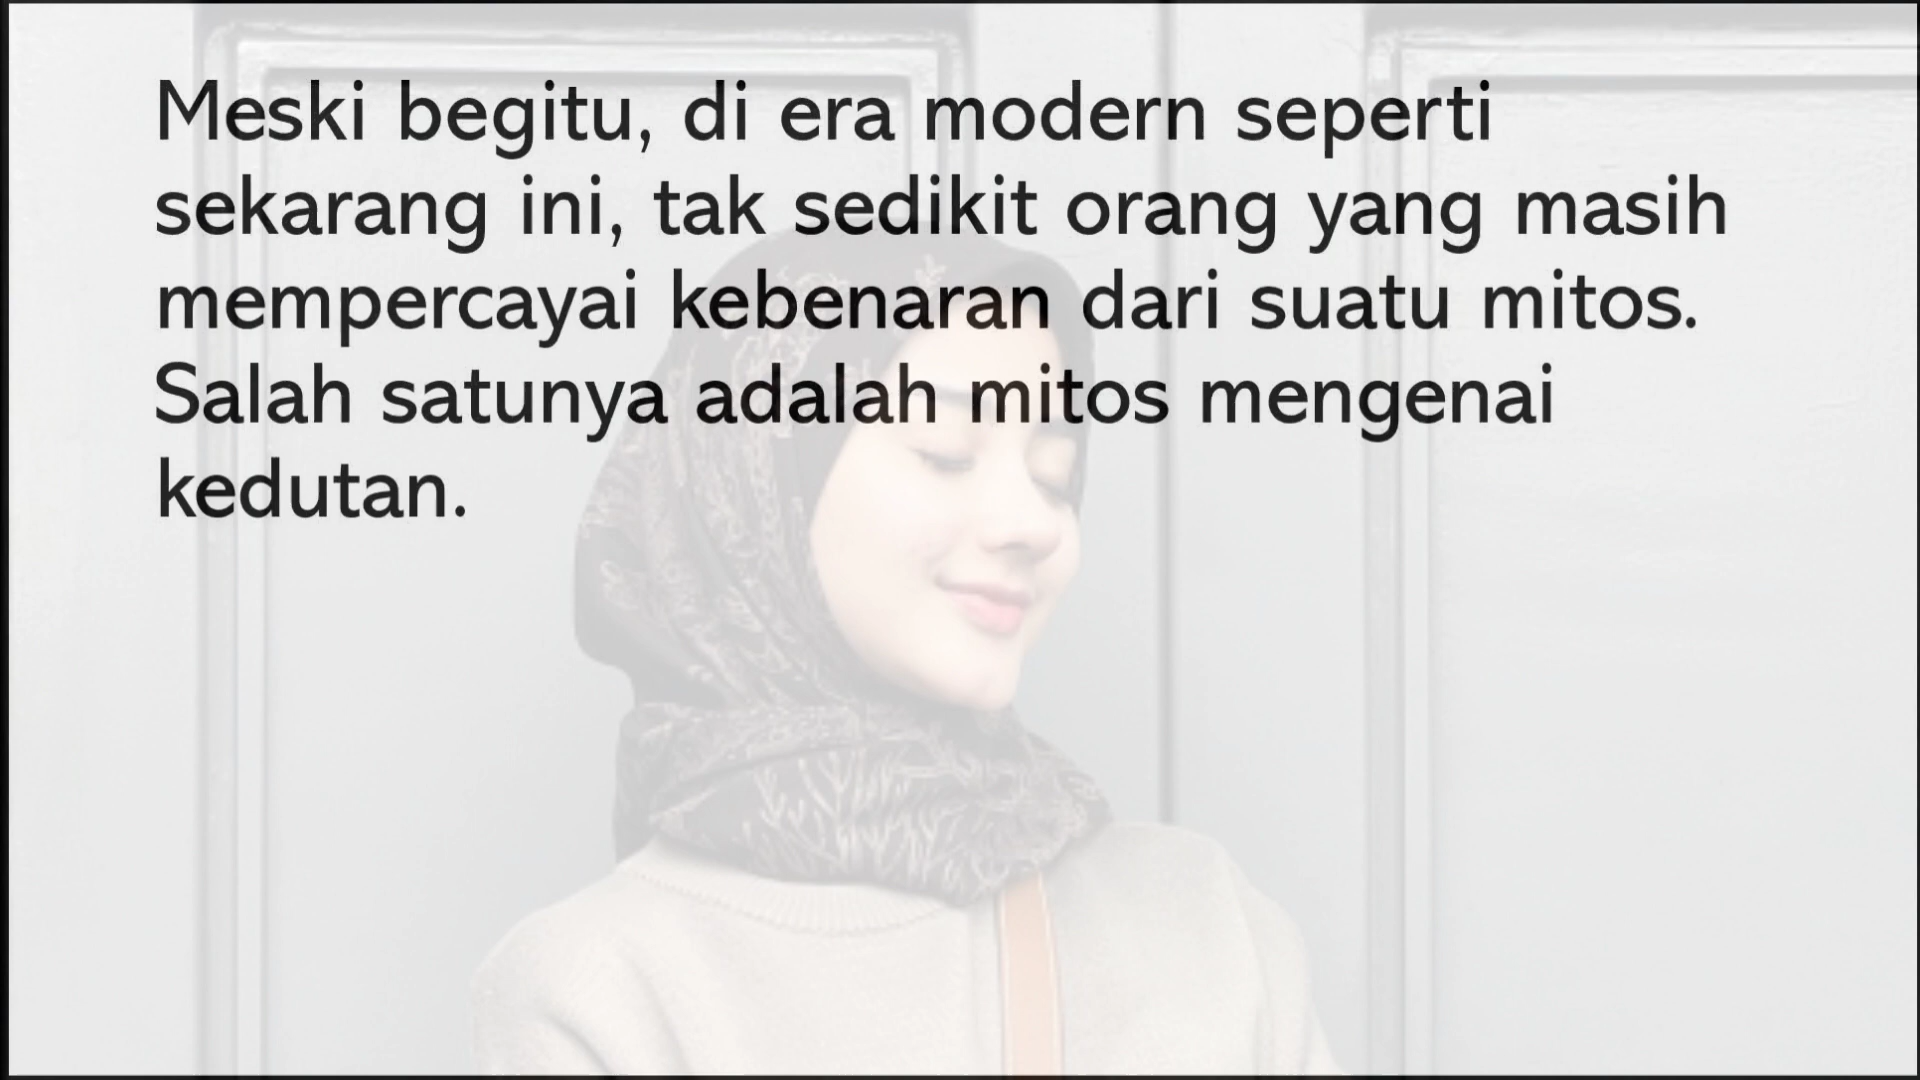 Meski begitu, di era modern seperti
sekarang ini, tak sedikit orang yang masih
mempercayai kebenaran dari suatu mitos.
Salah satunya adalah mitos mengenai
kedutan.